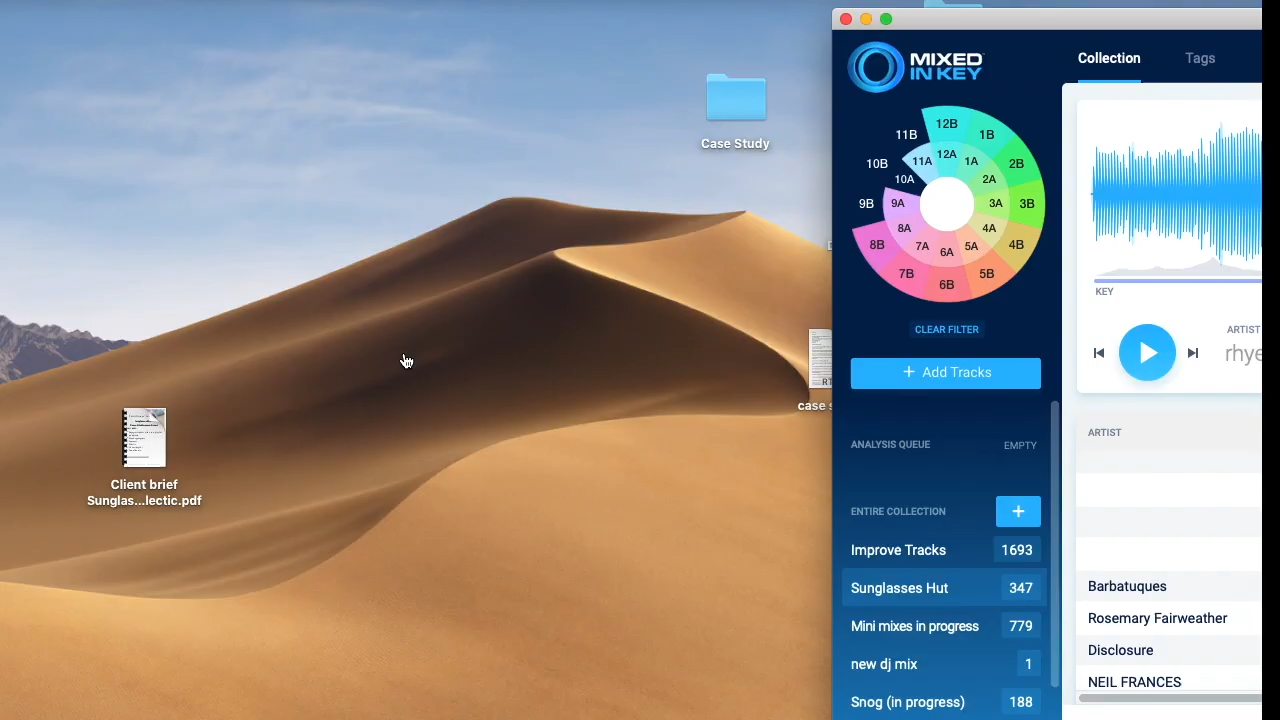 Case Study
Client brief
Sunglas...lectic.pdf
case s
MIXED
IN KEY
Collection
Tags
12B
1B
2B
3B
4B
5B
6B
7B
8B
9B
10B
11B
12A
1A
2A
3A
4A
5A
6A
7A
8A
9A
10A
11A
CLEAR FILTER
+ Add Tracks
ANALYSIS QUEUE EMPTY
ENTIRE COLLECTION +
Improve Tracks 1693
Sunglasses Hut 347
Mini mixes in progress 779
new dj mix 1
Snog (in progress) 188
KEY
ARTIST
rhye
ARTIST
Barbatuques
Rosemary Fairweather
Disclosure
NEIL FRANCES